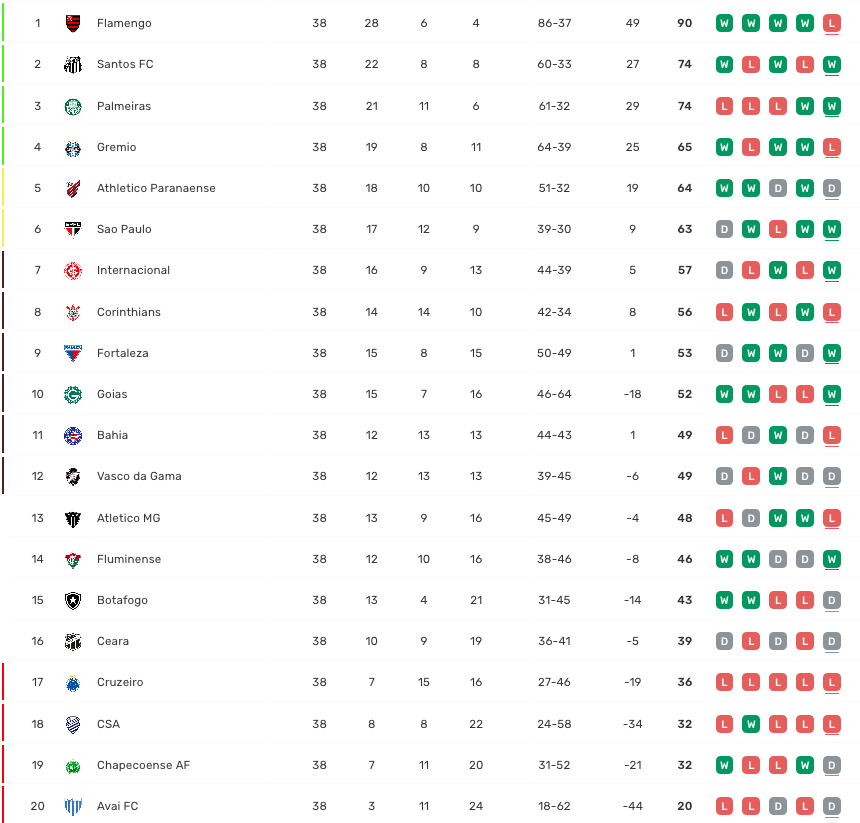 1 Flamengo 38 28 6 4 86-37 49 90 W W W W L
2 Santos FC 38 22 8 8 60-33 27 74 W L W L W
3 Palmeiras 38 21 11 6 61-32 29 74 L L L W W
4 Gremio 38 19 8 11 64-39 25 65 W L W W L
5 Athletico Paranaense 38 18 10 10 51-32 19 64 W W D W D
6 Sao Paulo 38 17 12 9 39-30 9 63 D W L W W
7 Internacional 38 16 9 13 44-39 5 57 D L W L W
8 Corinthians 38 14 14 10 42-34 8 56 L W L W L
9 Fortaleza 38 15 8 15 50-49 1 53 D W W D W
10 Goias 38 15 7 16 46-64 -18 52 W W L L W
11 Bahia 38 12 13 13 44-43 1 49 L D W D L
12 Vasco da Gama 38 12 13 13 39-45 -6 49 D L W D D
13 Atletico MG 38 13 9 16 45-49 -4 48 L D W W L
14 Fluminense 38 12 10 16 38-46 -8 46 W W D D W
15 Botafogo 38 13 4 21 31-45 -14 43 W W L L D
16 Ceara 38 10 9 19 36-41 -5 39 D L D L D
17 Cruzeiro 38 7 15 16 27-46 -19 36 L L L L L
18 CSA 38 8 8 22 24-58 -34 32 L W L L L
19 Chapecoense AF 38 7 11 20 31-52 -21 32 W L L W D
20 Avai FC 38 3 11 24 18-62 -44 20 L L D L D